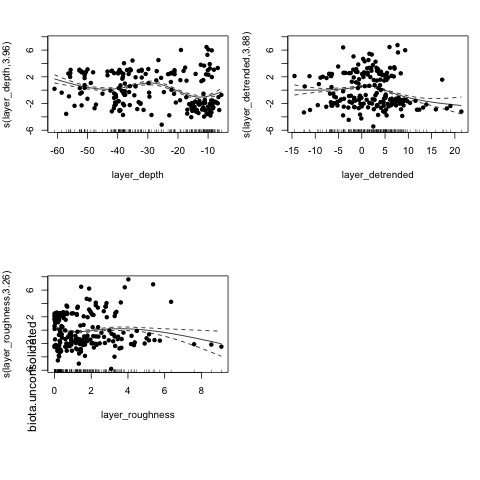 s(layer_depth,3.96)
6
2
-2
-6
-60 -50 -40 -30 -20 -10
layer_depth
s(layer_detrended,3.88)
6
2
-2
-6
-15 -10 -5 0 5 10 15 20
layer_detrended
s(layer_roughness,3.26)
6
2
-2
-6
0 2 4 6 8
layer_roughness
biota.unconsolidated